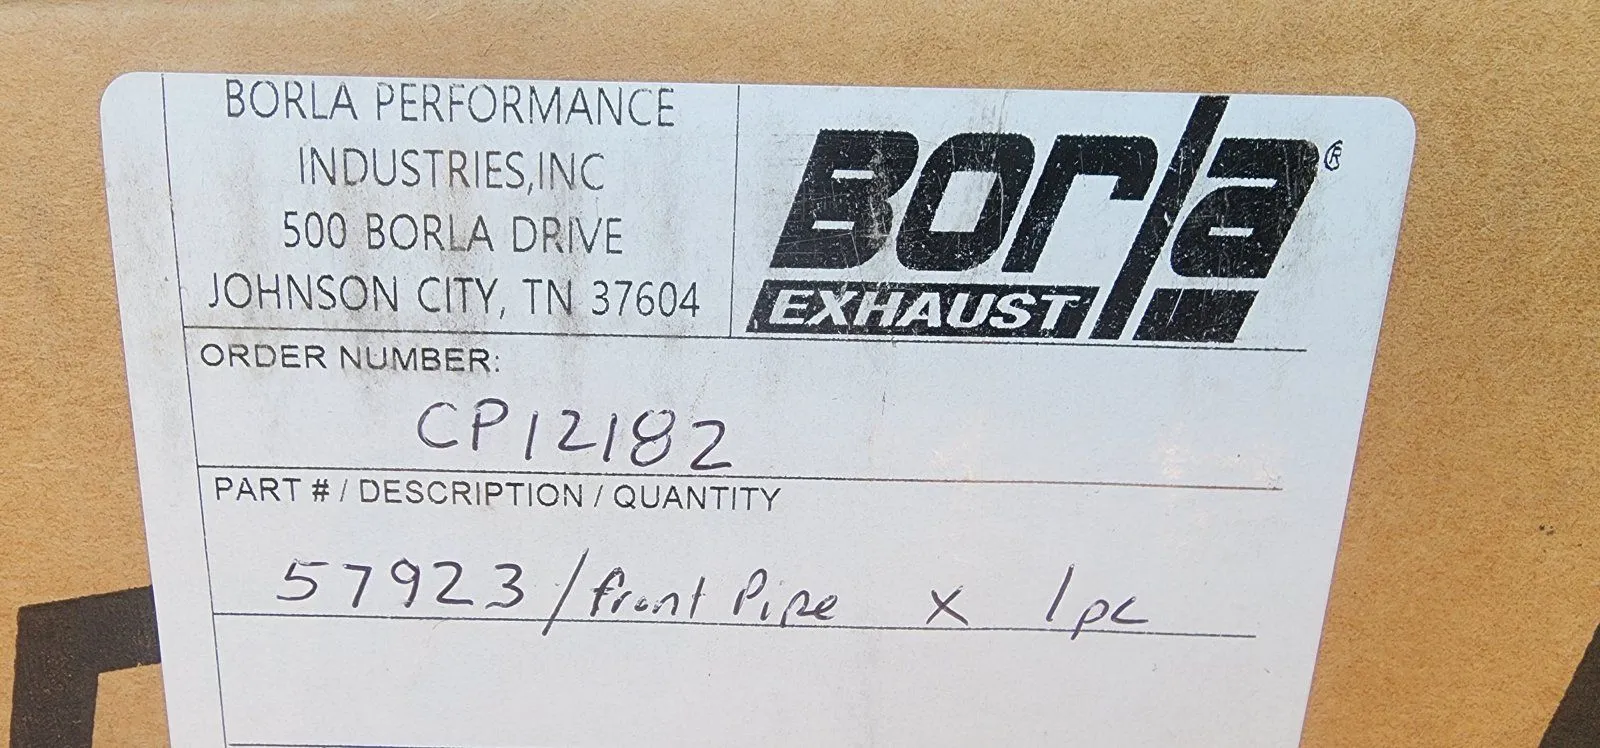 BORLA PERFORMANCE
INDUSTRIES,INC
500 BORLA DRIVE
JOHNSON CITY, TN 37604
Borla®
EXHAUST
ORDER NUMBER:
CP12182
PART # / DESCRIPTION / QUANTITY
57923 / front Pipe x 1pc